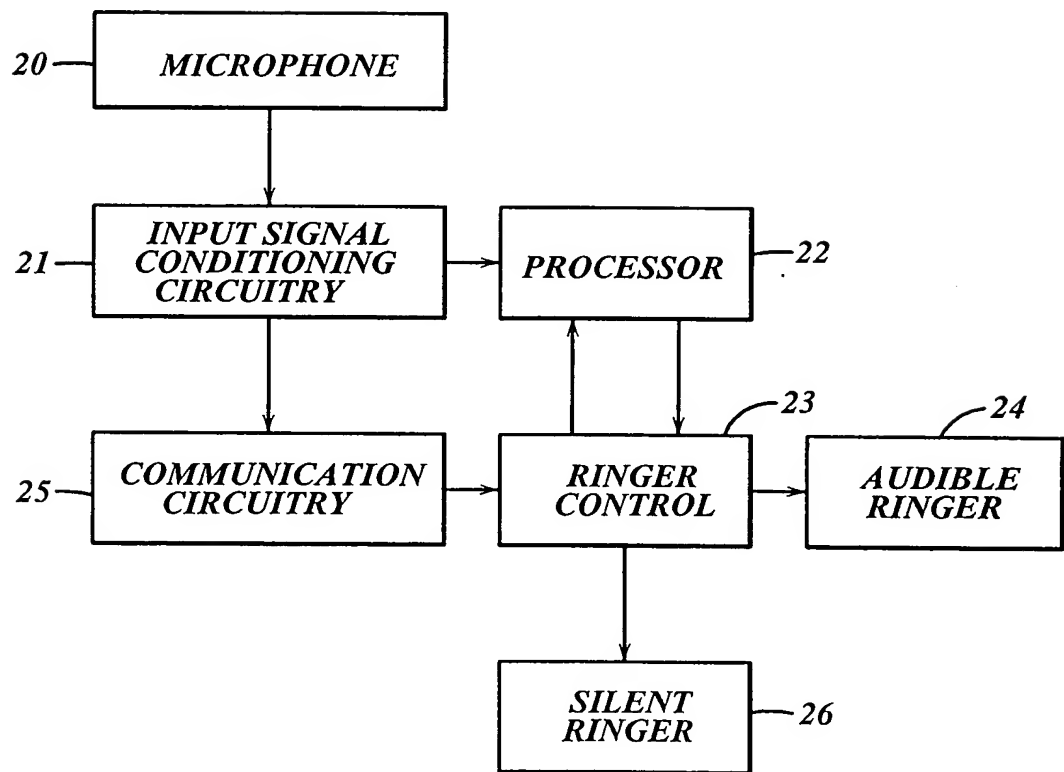 20
MICROPHONE
21
INPUT SIGNAL
CONDITIONING
CIRCUITRY
PROCESSOR
22
25
COMMUNICATION
CIRCUITRY
RINGER
CONTROL
23
AUDIBLE
RINGER
24
SILENT
RINGER
26